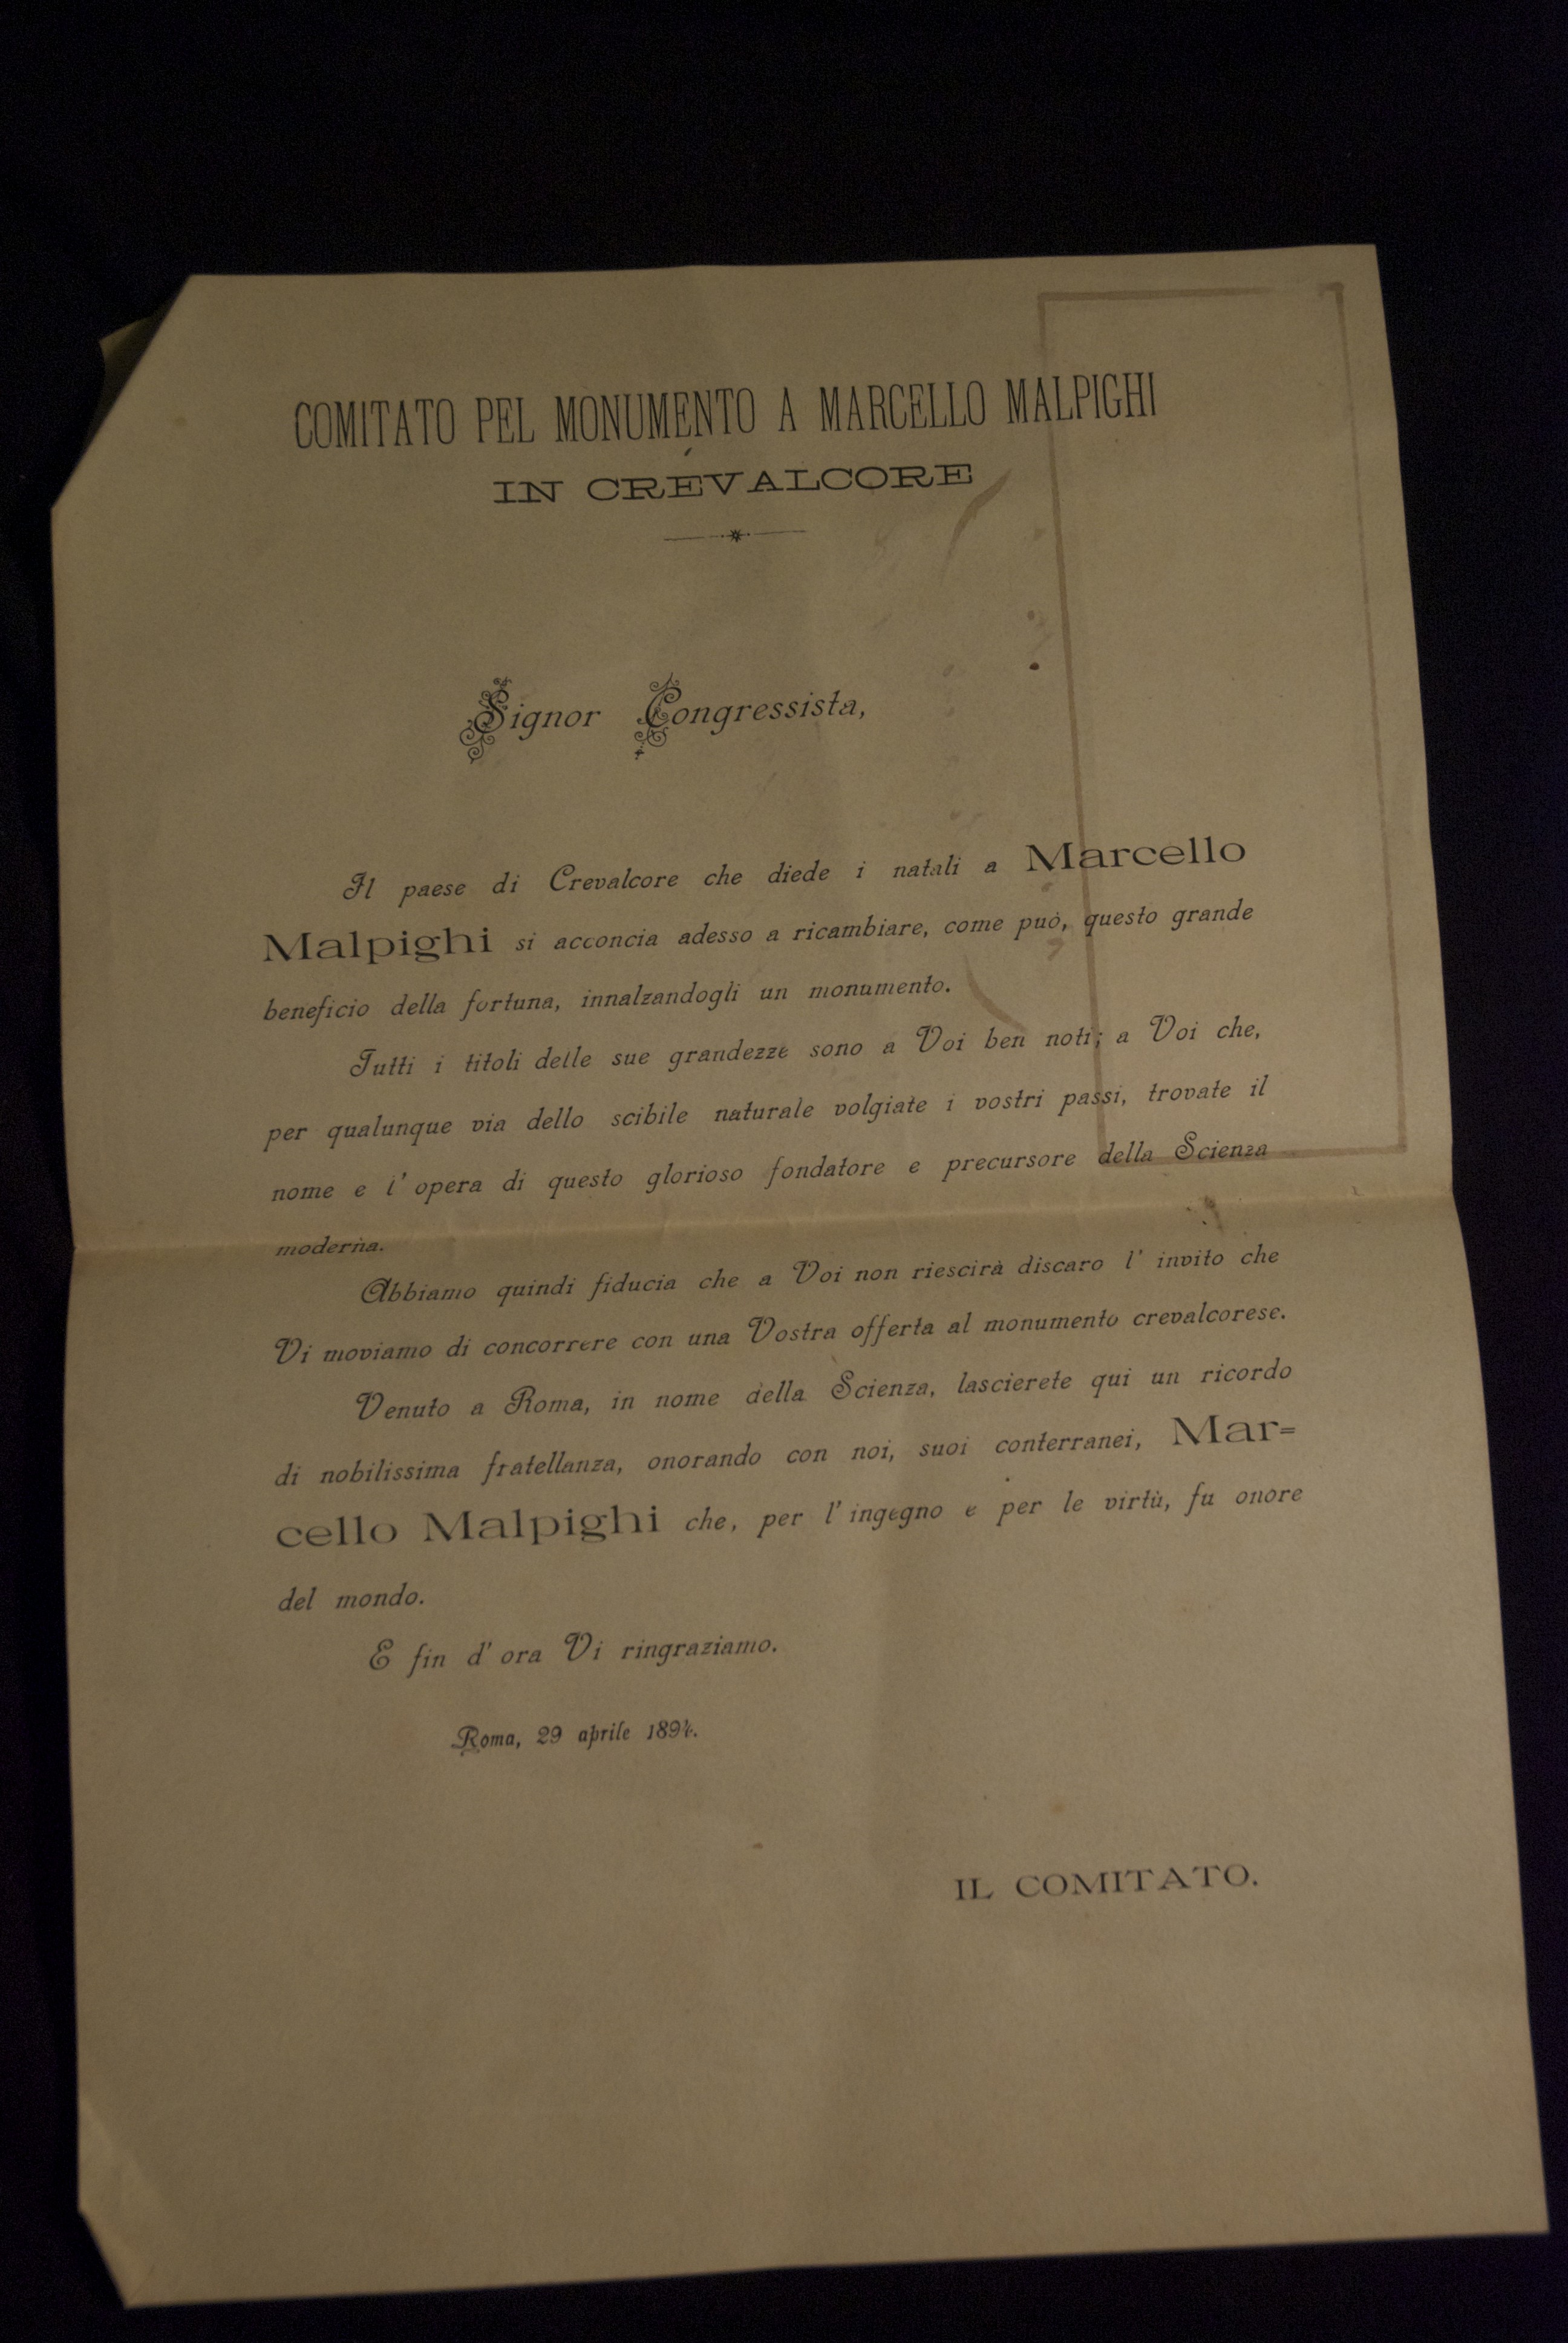 COMITATO PEL MONUMENTO A MARCELLO MALPIGHI
IN CREVALCORE
Signor Congressista,
Il paese di Crevalcore che diede i natali a Marcello
Malpighi si acconcia adesso a ricambiare, come può, questo grande
beneficio della fortuna, innalzandogli un monumento.
Tutti i titoli delle sue grandezze sono a Voi ben noti; a Voi che,
per qualunque via dello scibile naturale volgiate i vostri passi, trovate il
nome e l' opera di questo glorioso fondatore e precursore della Scienza
moderna.
Abbiamo quindi fiducia che a Voi non riescirà discaro l' invito che
Vi moviamo di concorrere con una Vostra offerta al monumento crevalcorese.
Venuto a Roma, in nome della Scienza, lascierete qui un ricordo
di nobilissima fratellanza, onorando con noi, suoi conterranei, Mar=
cello Malpighi che, per l' ingegno e per le virtù, fu onore
del mondo.
E fin d' ora Vi ringraziamo.
Roma, 29 aprile 1894.
IL COMITATO.